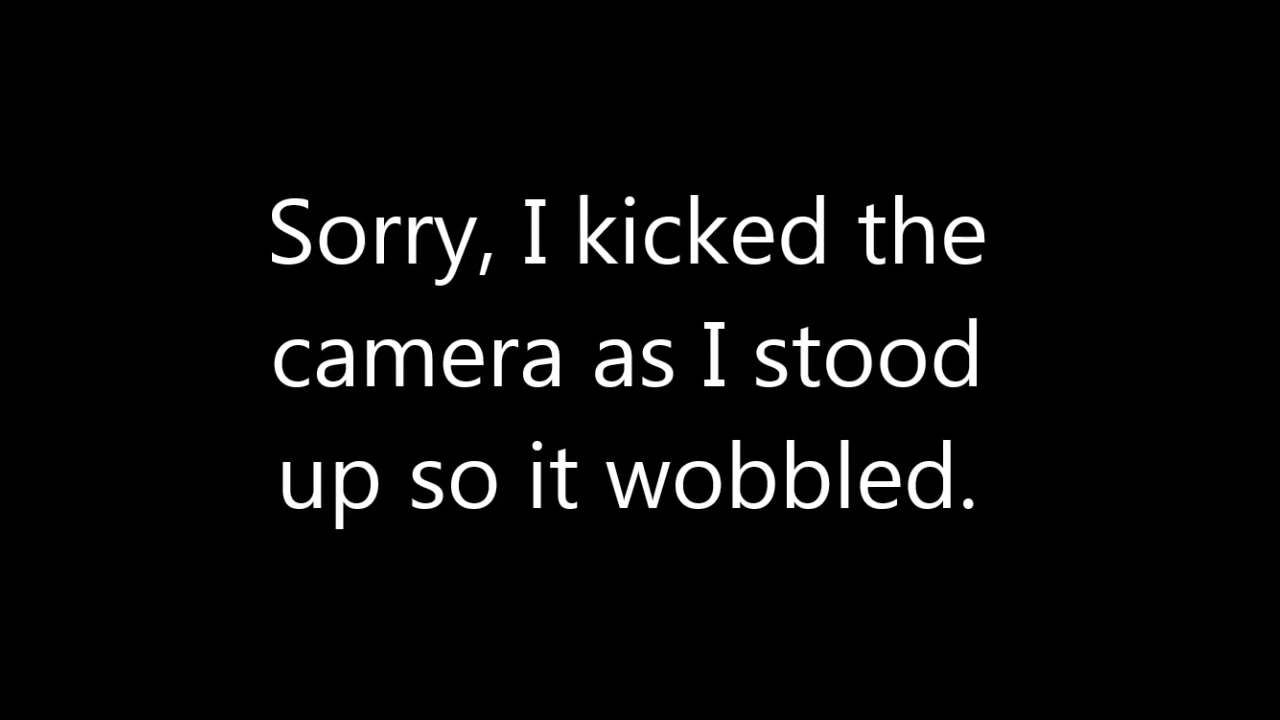 Sorry, I kicked the
camera as I stood
up so it wobbled.